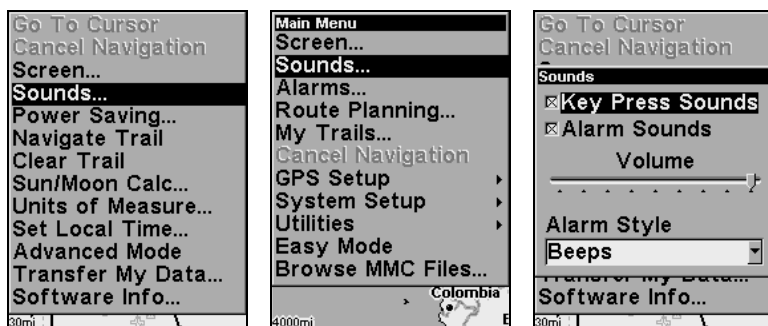 Go To Cursor
Cancel Navigation
Screen...
Sounds...
Power Saving...
Navigate Trail
Clear Trail
Sun/Moon Calc...
Units of Measure...
Set Local Time...
Advanced Mode
Transfer My Data...
Software Info...
30mi
Main Menu
Screen...
Sounds...
Alarms...
Route Planning...
My Trails...
Cancel Navigation
GPS Setup
System Setup
Utilities
Easy Mode
Browse MMC Files...
Colombia
4000mi
Go To Cursor
Cancel Navigation
Sounds
Key Press Sounds
Alarm Sounds
Volume
Alarm Style
Beeps
Transfer My Data...
Software Info...
30mi